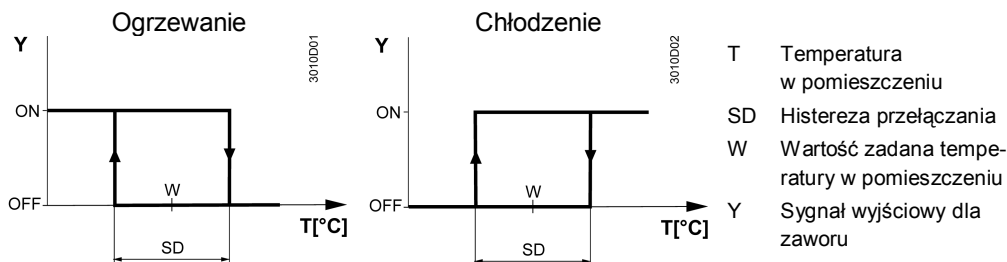 Ogrzewanie
Y
3010D01
ON
W
OFF
T[°C]
SD
Chłodzenie
Y
3010D02
ON
W
OFF
T[°C]
SD
T Temperatura
w pomieszczeniu
SD Histereza przełączania
W Wartość zadana tempe-
ratury w pomieszczeniu
Y Sygnał wyjściowy dla
zaworu